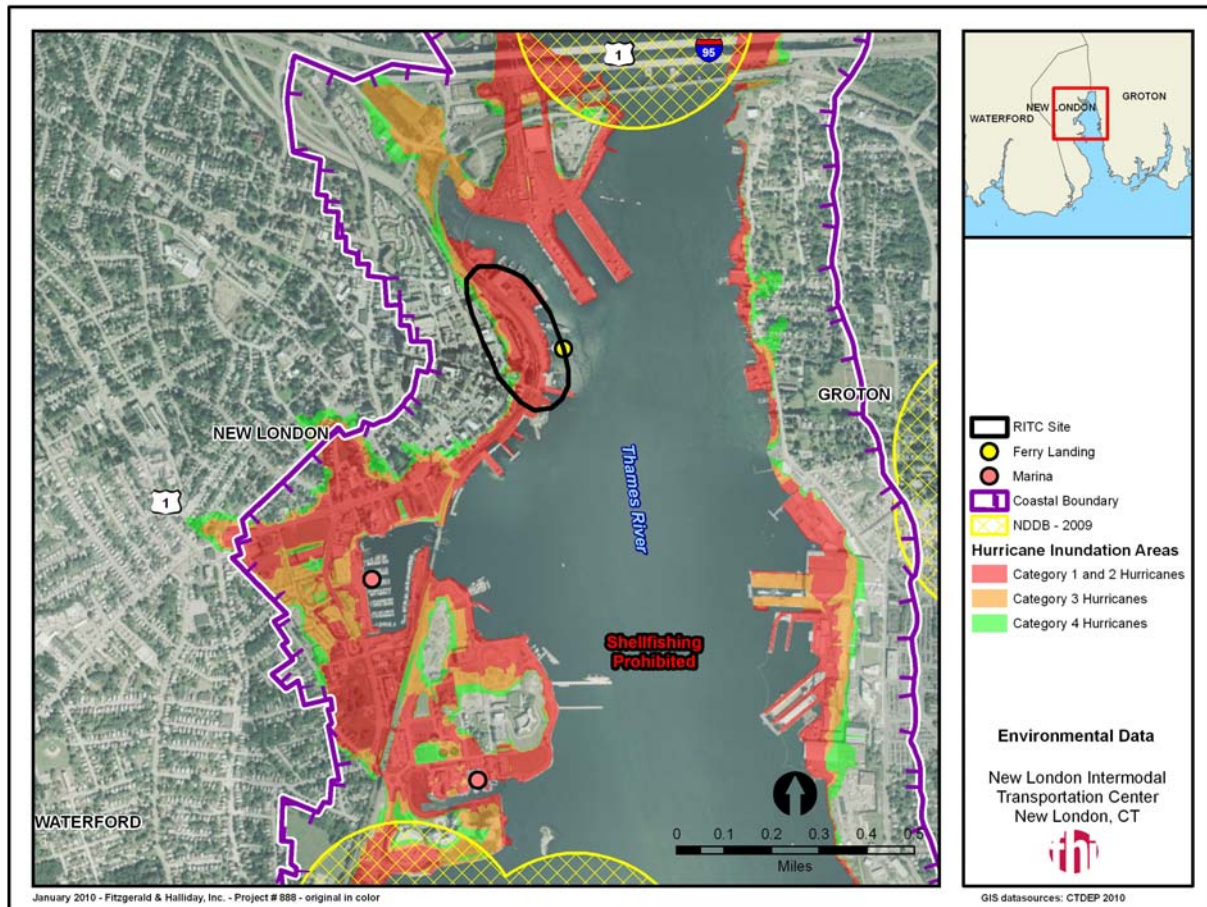 1
95
NEW LONDON
GROTON
1
Thames River
Shellfishing
Prohibited
WATERFORD
0 0.1 0.2 0.3 0.4 0.5
Miles
WATERFORD
NEW LONDON
GROTON
RITC Site
Ferry Landing
Marina
Coastal Boundary
NDDB - 2009
Hurricane Inundation Areas
Category 1 and 2 Hurricanes
Category 3 Hurricanes
Category 4 Hurricanes
Environmental Data
New London Intermodal
Transportation Center
New London, CT
fhi
January 2010 - Fitzgerald & Halliday, Inc. - Project # 888 - original in color
GIS datasources: CTDEP 2010